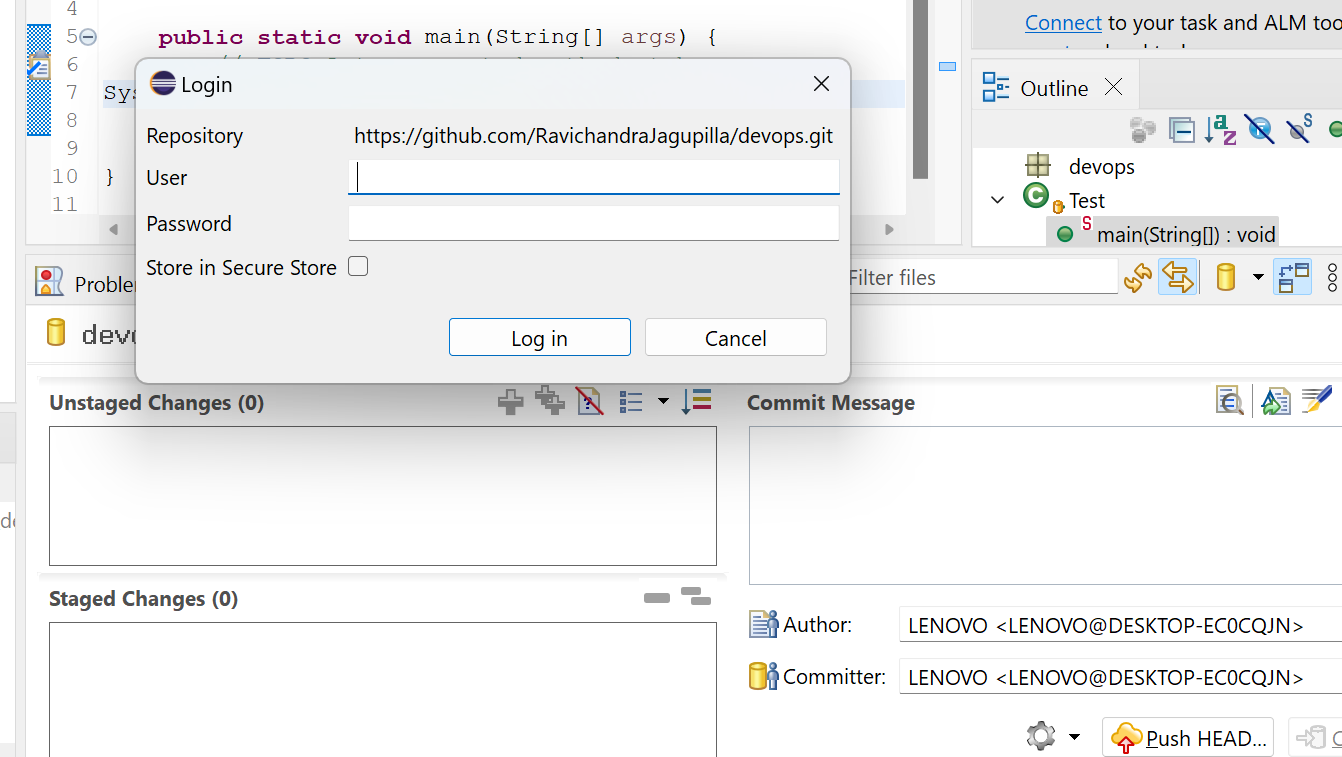 4
5 public static void main(String[] args) {
6
7 Sys
8
9
10 }
11
Connect to your task and ALM too
Outline
devops
Test
main(String[]) : void
Login
Repository https://github.com/RavichandraJagupilla/devops.git
User
Password
Store in Secure Store
Log in Cancel
Filter files
Unstaged Changes (0)
Staged Changes (0)
Commit Message
Author: LENOVO <LENOVO@DESKTOP-EC0CQJN>
Committer: LENOVO <LENOVO@DESKTOP-EC0CQJN>
Push HEAD...